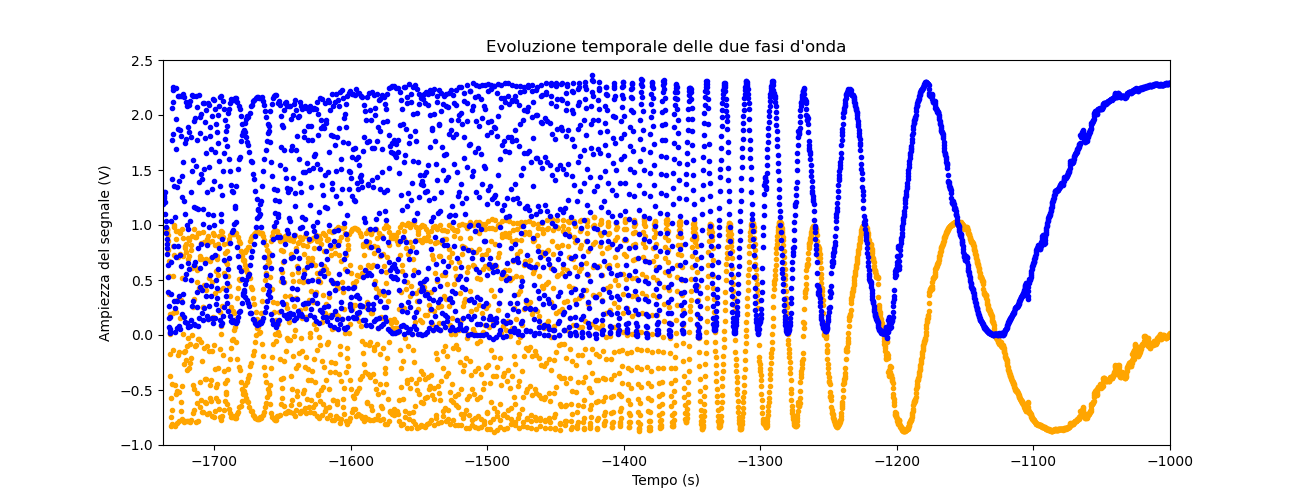 Evoluzione temporale delle due fasi d'onda
Ampiezza del segnale (V)
2.5
2.0
1.5
1.0
0.5
0.0
−0.5
−1.0
−1700 −1600 −1500 −1400 −1300 −1200 −1100 −1000
Tempo (s)